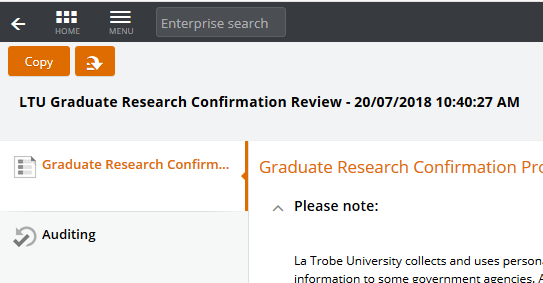 HOME
MENU
Enterprise search
Copy
LTU Graduate Research Confirmation Review - 20/07/2018 10:40:27 AM
Graduate Research Confirm...
Auditing
Graduate Research Confirmation Pro
Please note:
La Trobe University collects and uses persona
information to some government agencies. A